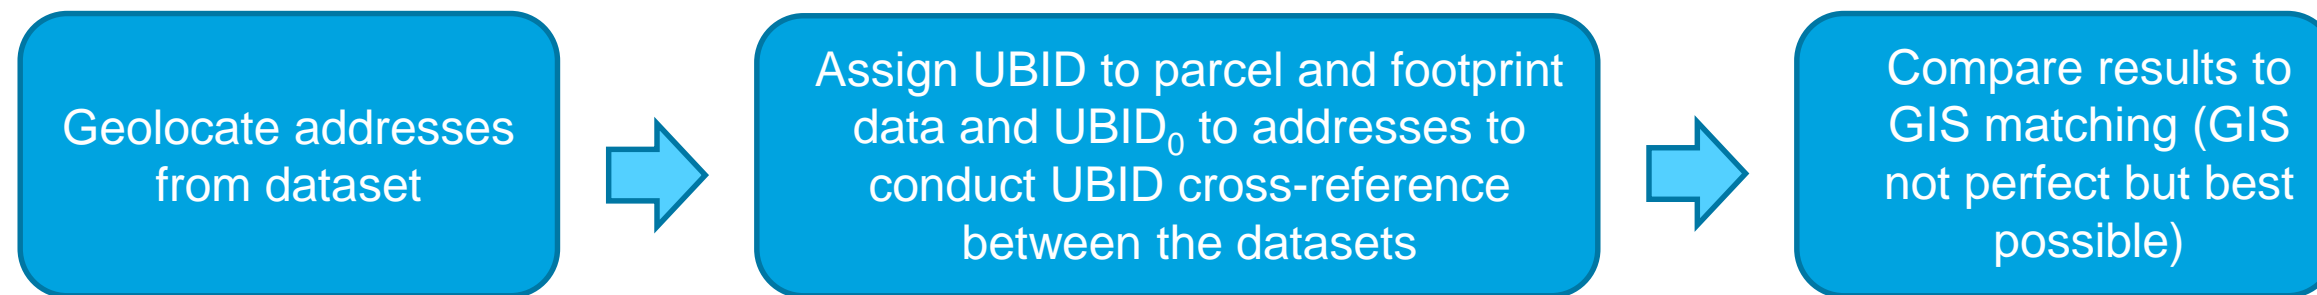 Geolocate addresses
from dataset
Assign UBID to parcel and footprint
data and UBID₀ to addresses to
conduct UBID cross-reference
between the datasets
Compare results to
GIS matching (GIS
not perfect but best
possible)